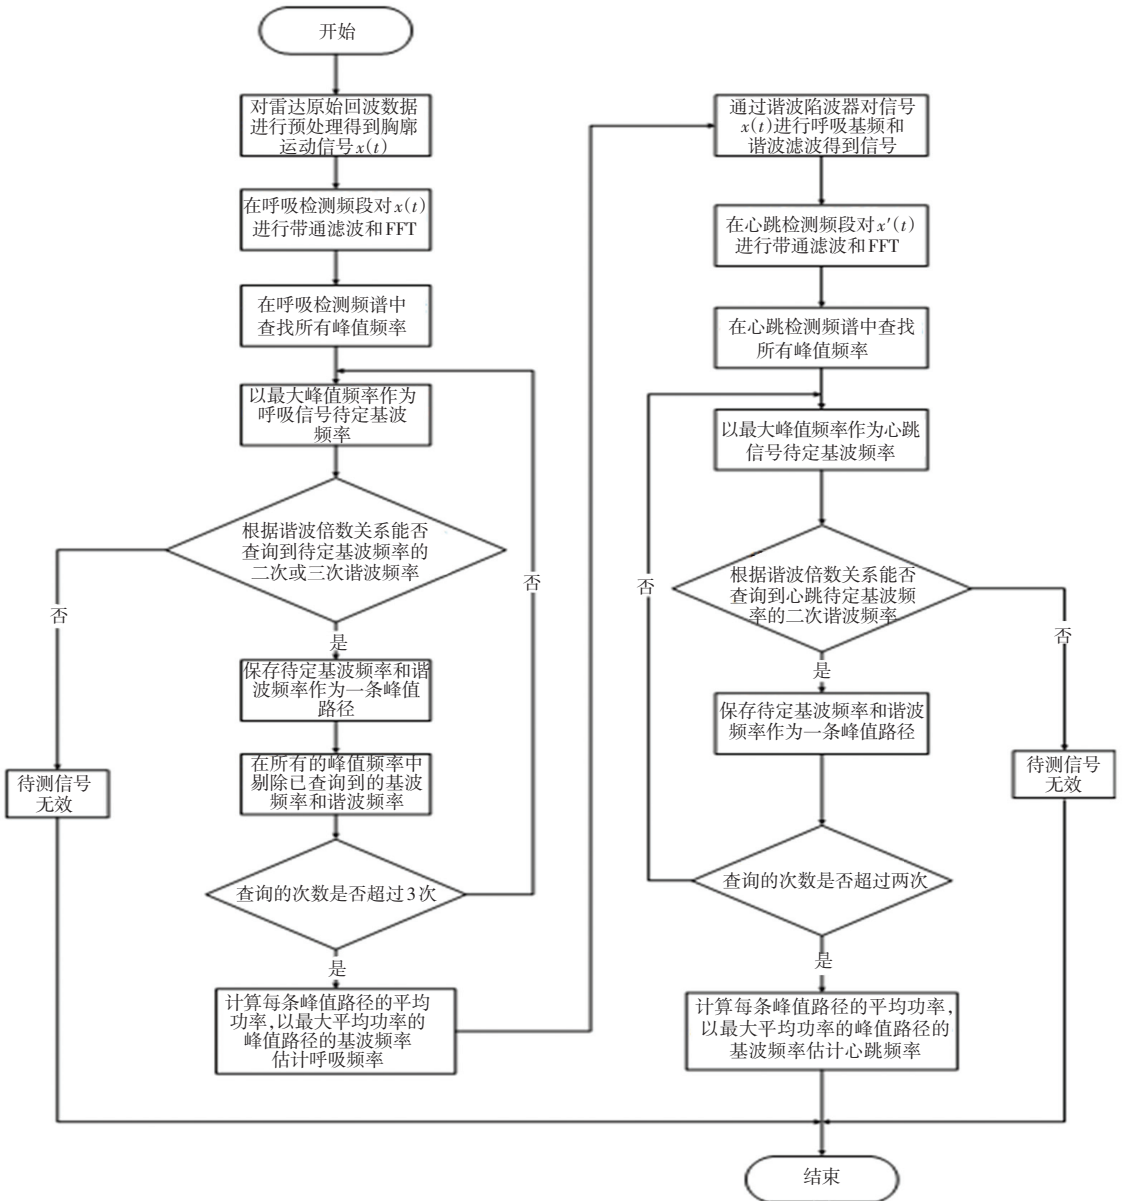 开始
对雷达原始回波数据
进行预处理得到胸廓
运动信号x(t)
在呼吸检测频段对x(t)
进行带通滤波和FFT
在呼吸检测频谱中
查找所有峰值频率
以最大峰值频率作为
呼吸信号待定基波
频率
根据谐波倍数关系能否
查询到待定基波频率的
二次或三次谐波频率
否
是
待测信号
无效
保存待定基波频率和谐
波频率作为一条峰值
路径
在所有的峰值频率中
剔除已查询到的基波
频率和谐波频率
查询的次数是否超过3次
否
是
计算每条峰值路径的平均
功率,以最大平均功率的
峰值路径的基波频率
估计呼吸频率
通过谐波陷波器对信号
x(t)进行呼吸基频和
谐波滤波得到信号
在心跳检测频段对x′(t)
进行带通滤波和FFT
在心跳检测频谱中查找
所有峰值频率
以最大峰值频率作为心跳
信号待定基波频率
根据谐波倍数关系能否
查询到心跳待定基波频
率的二次谐波频率
否
是
待测信号
无效
保存待定基波频率和谐波
频率作为一条峰值路径
查询的次数是否超过两次
否
是
计算每条峰值路径的平均功率,
以最大平均功率的峰值路径的
基波频率估计心跳频率
结束